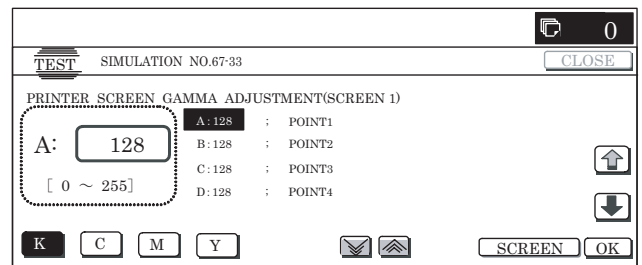 0
TEST SIMULATION NO.67-33 CLOSE
PRINTER SCREEN GAMMA ADJUSTMENT(SCREEN 1)
A: 128
[ 0 ～ 255]
A:128 ; POINT1
B:128 ; POINT2
C:128 ; POINT3
D:128 ; POINT4
K C M Y SCREEN OK